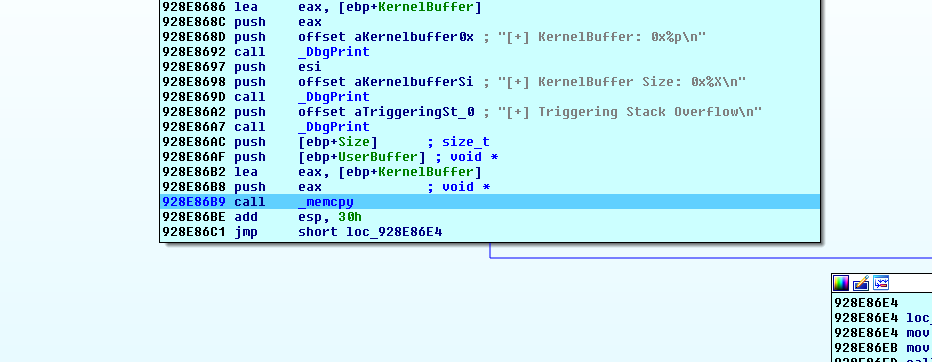 928E8686 lea     eax, [ebp+KernelBuffer]
928E868C push    eax
928E868D push    offset aKernelbuffer0x ; "[+] KernelBuffer: 0x%p\n"
928E8692 call    _DbgPrint
928E8697 push    esi
928E8698 push    offset aKernelbufferSi ; "[+] KernelBuffer Size: 0x%X\n"
928E869D call    _DbgPrint
928E86A2 push    offset aTriggeringSt_0 ; "[+] Triggering Stack Overflow\n"
928E86A7 call    _DbgPrint
928E86AC push    [ebp+Size]      ; size_t
928E86AF push    [ebp+UserBuffer] ; void *
928E86B2 lea     eax, [ebp+KernelBuffer]
928E86B8 push    eax             ; void *
928E86B9 call    _memcpy
928E86BE add     esp, 30h
928E86C1 jmp     short loc_928E86E4
928E86E4
928E86E4 loc_
928E86E4 mov
928E86EB mov